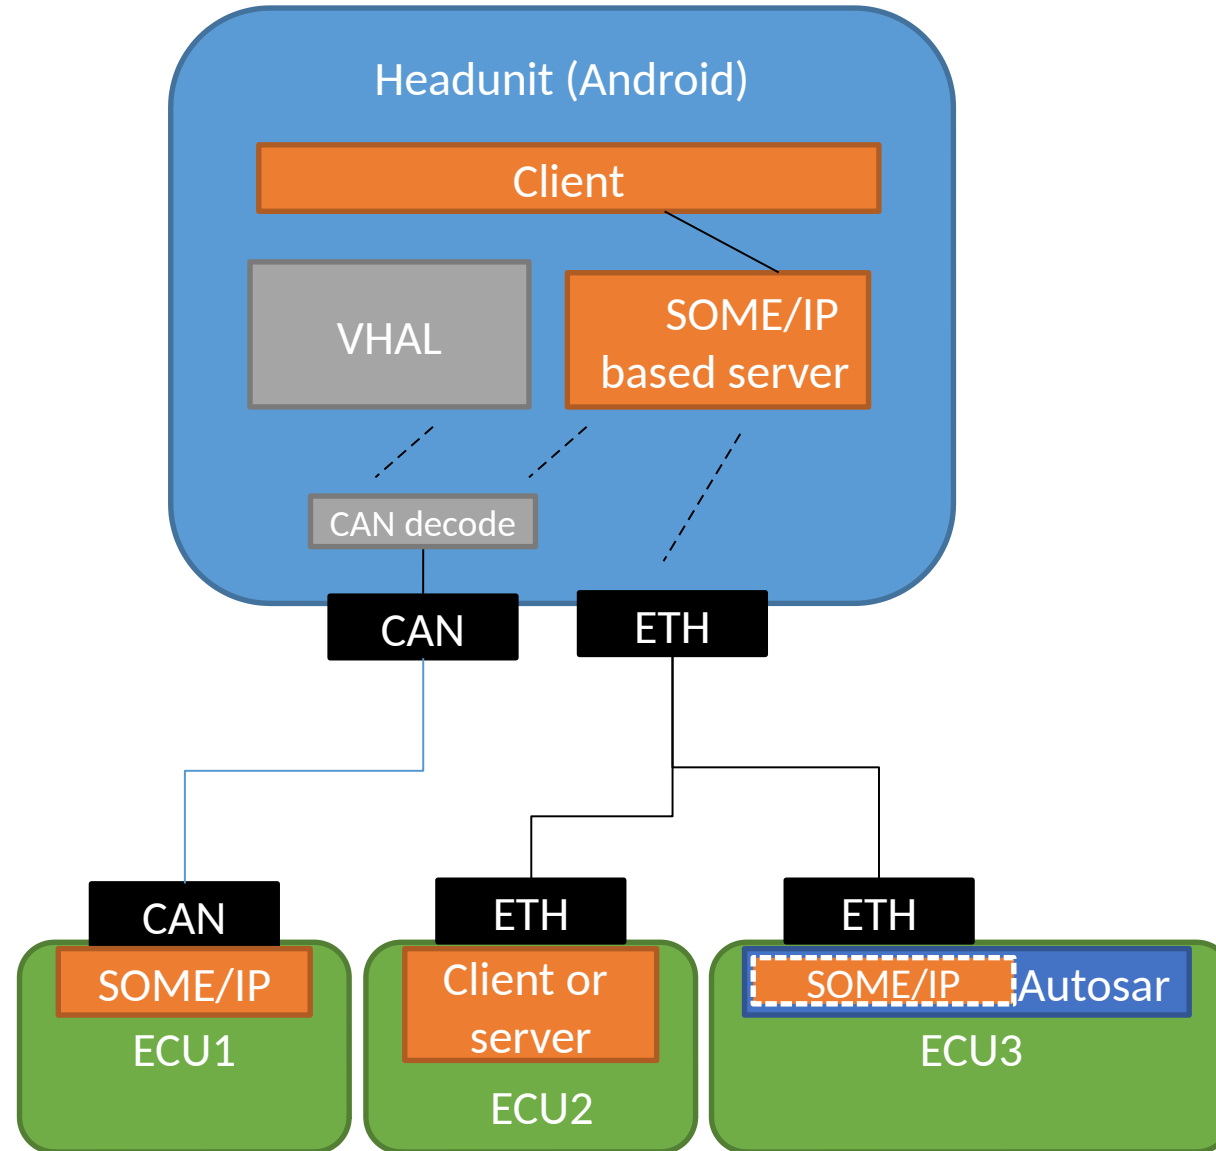 Headunit (Android)
Client
VHAL
SOME/IP
based server
CAN decode
CAN
ETH
CAN
ETH
ETH
SOME/IP
ECU1
Client or
server
ECU2
SOME/IP
Autosar
ECU3